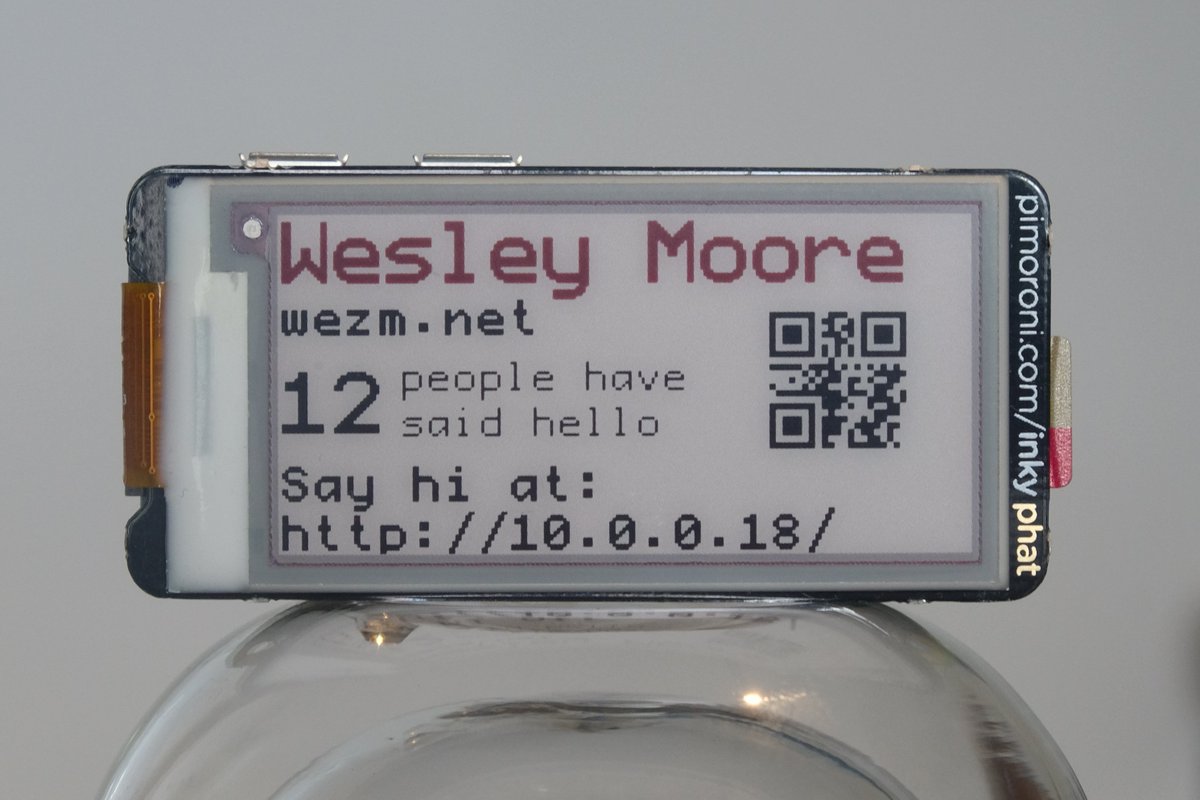 Wesley Moore
wezm.net
12 people have
said hello
Say hi at:
http://10.0.0.18/
pimoroni.com/inky phat